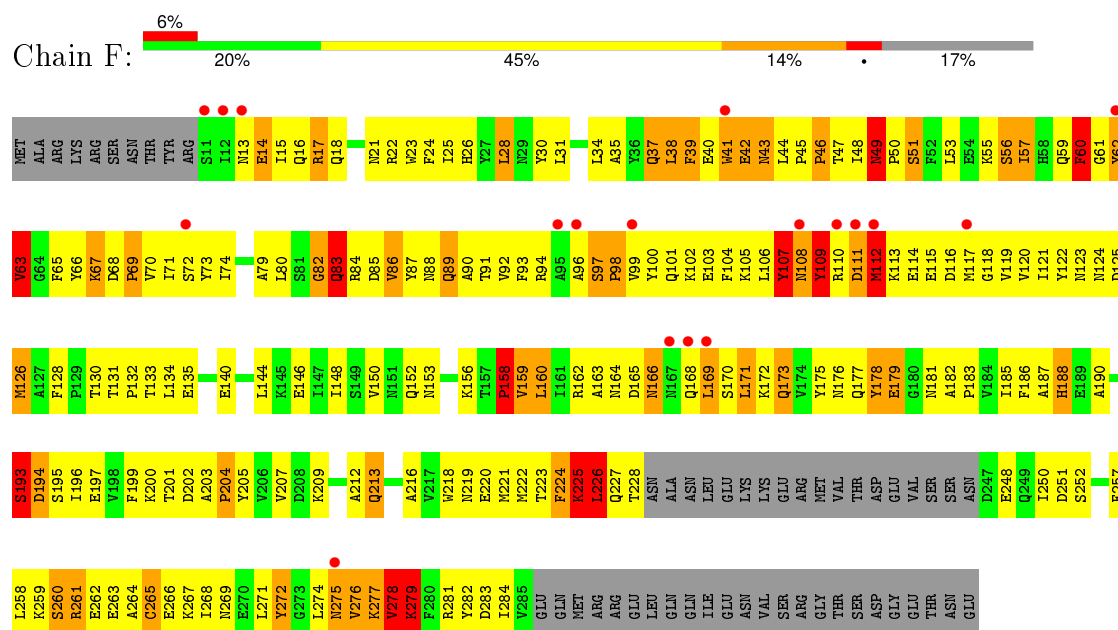 6%
Chain F:
20% 45% 14% • 17%
MET ALA ARG LYS ARG SER ASN THR TYR ARG S11 I12 N13 E14 I15 Q16 R17 Q18 N21 R22 W23 F24 I25 H26 Y27 L28 N29 Y30 L31 L34 A35 Y36 Q37 L38 F39 E40 W41 E42 N43 L44 P45 P46 T47 I48 N49 P50 S51 F52 L53 E54 K55 S56 I57 H58 Q59 F60 G61 Y62
V63 G64 F65 Y66 K67 D68 P69 V70 I71 S72 Y73 I74 A79 L80 S81 G82 Q83 R84 D85 V86 Y87 N88 Q89 A90 T91 V92 F93 R94 A95 A96 S97 P98 V99 Y100 Q101 K102 E103 F104 K105 L106 Y107 N108 Y109 R110 D111 M112 K113 E114 E115 D116 M117 G118 V119 V120 I121 Y122 N123 N124 D125
M126 A127 F128 P129 T130 T131 P132 T133 L134 E135 E140 L144 K145 E146 I147 I148 S149 V150 N151 Q152 N153 K156 T157 P158 V159 L160 I161 R162 A163 N164 D165 N166 N167 Q168 L169 S170 L171 K172 Q173 V174 Y175 N176 Q177 Y178 E179 G180 N181 A182 P183 V184 I185 F186 A187 H188 E189 A190
S193 D194 S195 I196 E197 V198 F199 K200 T201 D202 A203 P204 Y205 V206 V207 D208 K209 A212 Q213 A216 V217 W218 N219 E220 M221 M222 T223 F224 K225 L226 Q227 T228 ASN ALA ASN LEU GLU LYS LYS GLU ARG MET VAL THR ASP GLU VAL SER SER ASN D247 E248 Q249 I250 D251 S252 E257
L258 K259 S260 R261 E262 E263 A264 C265 E266 K267 I268 N269 E270 L271 Y272 G273 L274 N275 V276 K277 V278 K279 F280 R281 Y282 D283 I284 V285 GLU GLN MET ARG ARG GLU LEU GLN GLN ILE GLU ASN VAL SER ARG GLY THR SER ASP GLY GLU THR ASN GLU